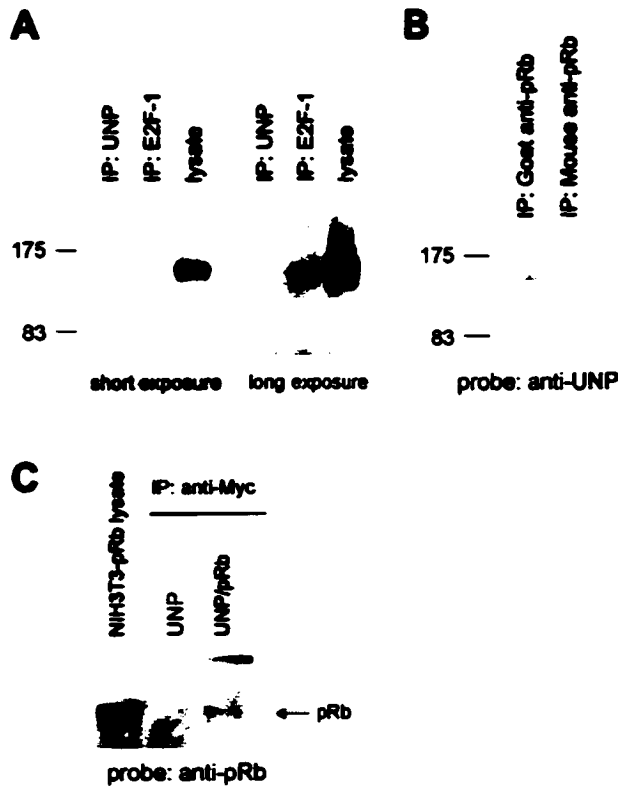 A
IP: UNP
IP: E2F-1
lysate
IP: UNP
IP: E2F-1
lysate
175
83
short exposure
long exposure
B
IP: Goat anti-pRb
IP: Mouse anti-pRb
175
83
probe: anti-UNP
C
IP: anti-Myc
NIH3T3-pRb lysate
UNP
UNP/pRb
pRb
probe: anti-pRb